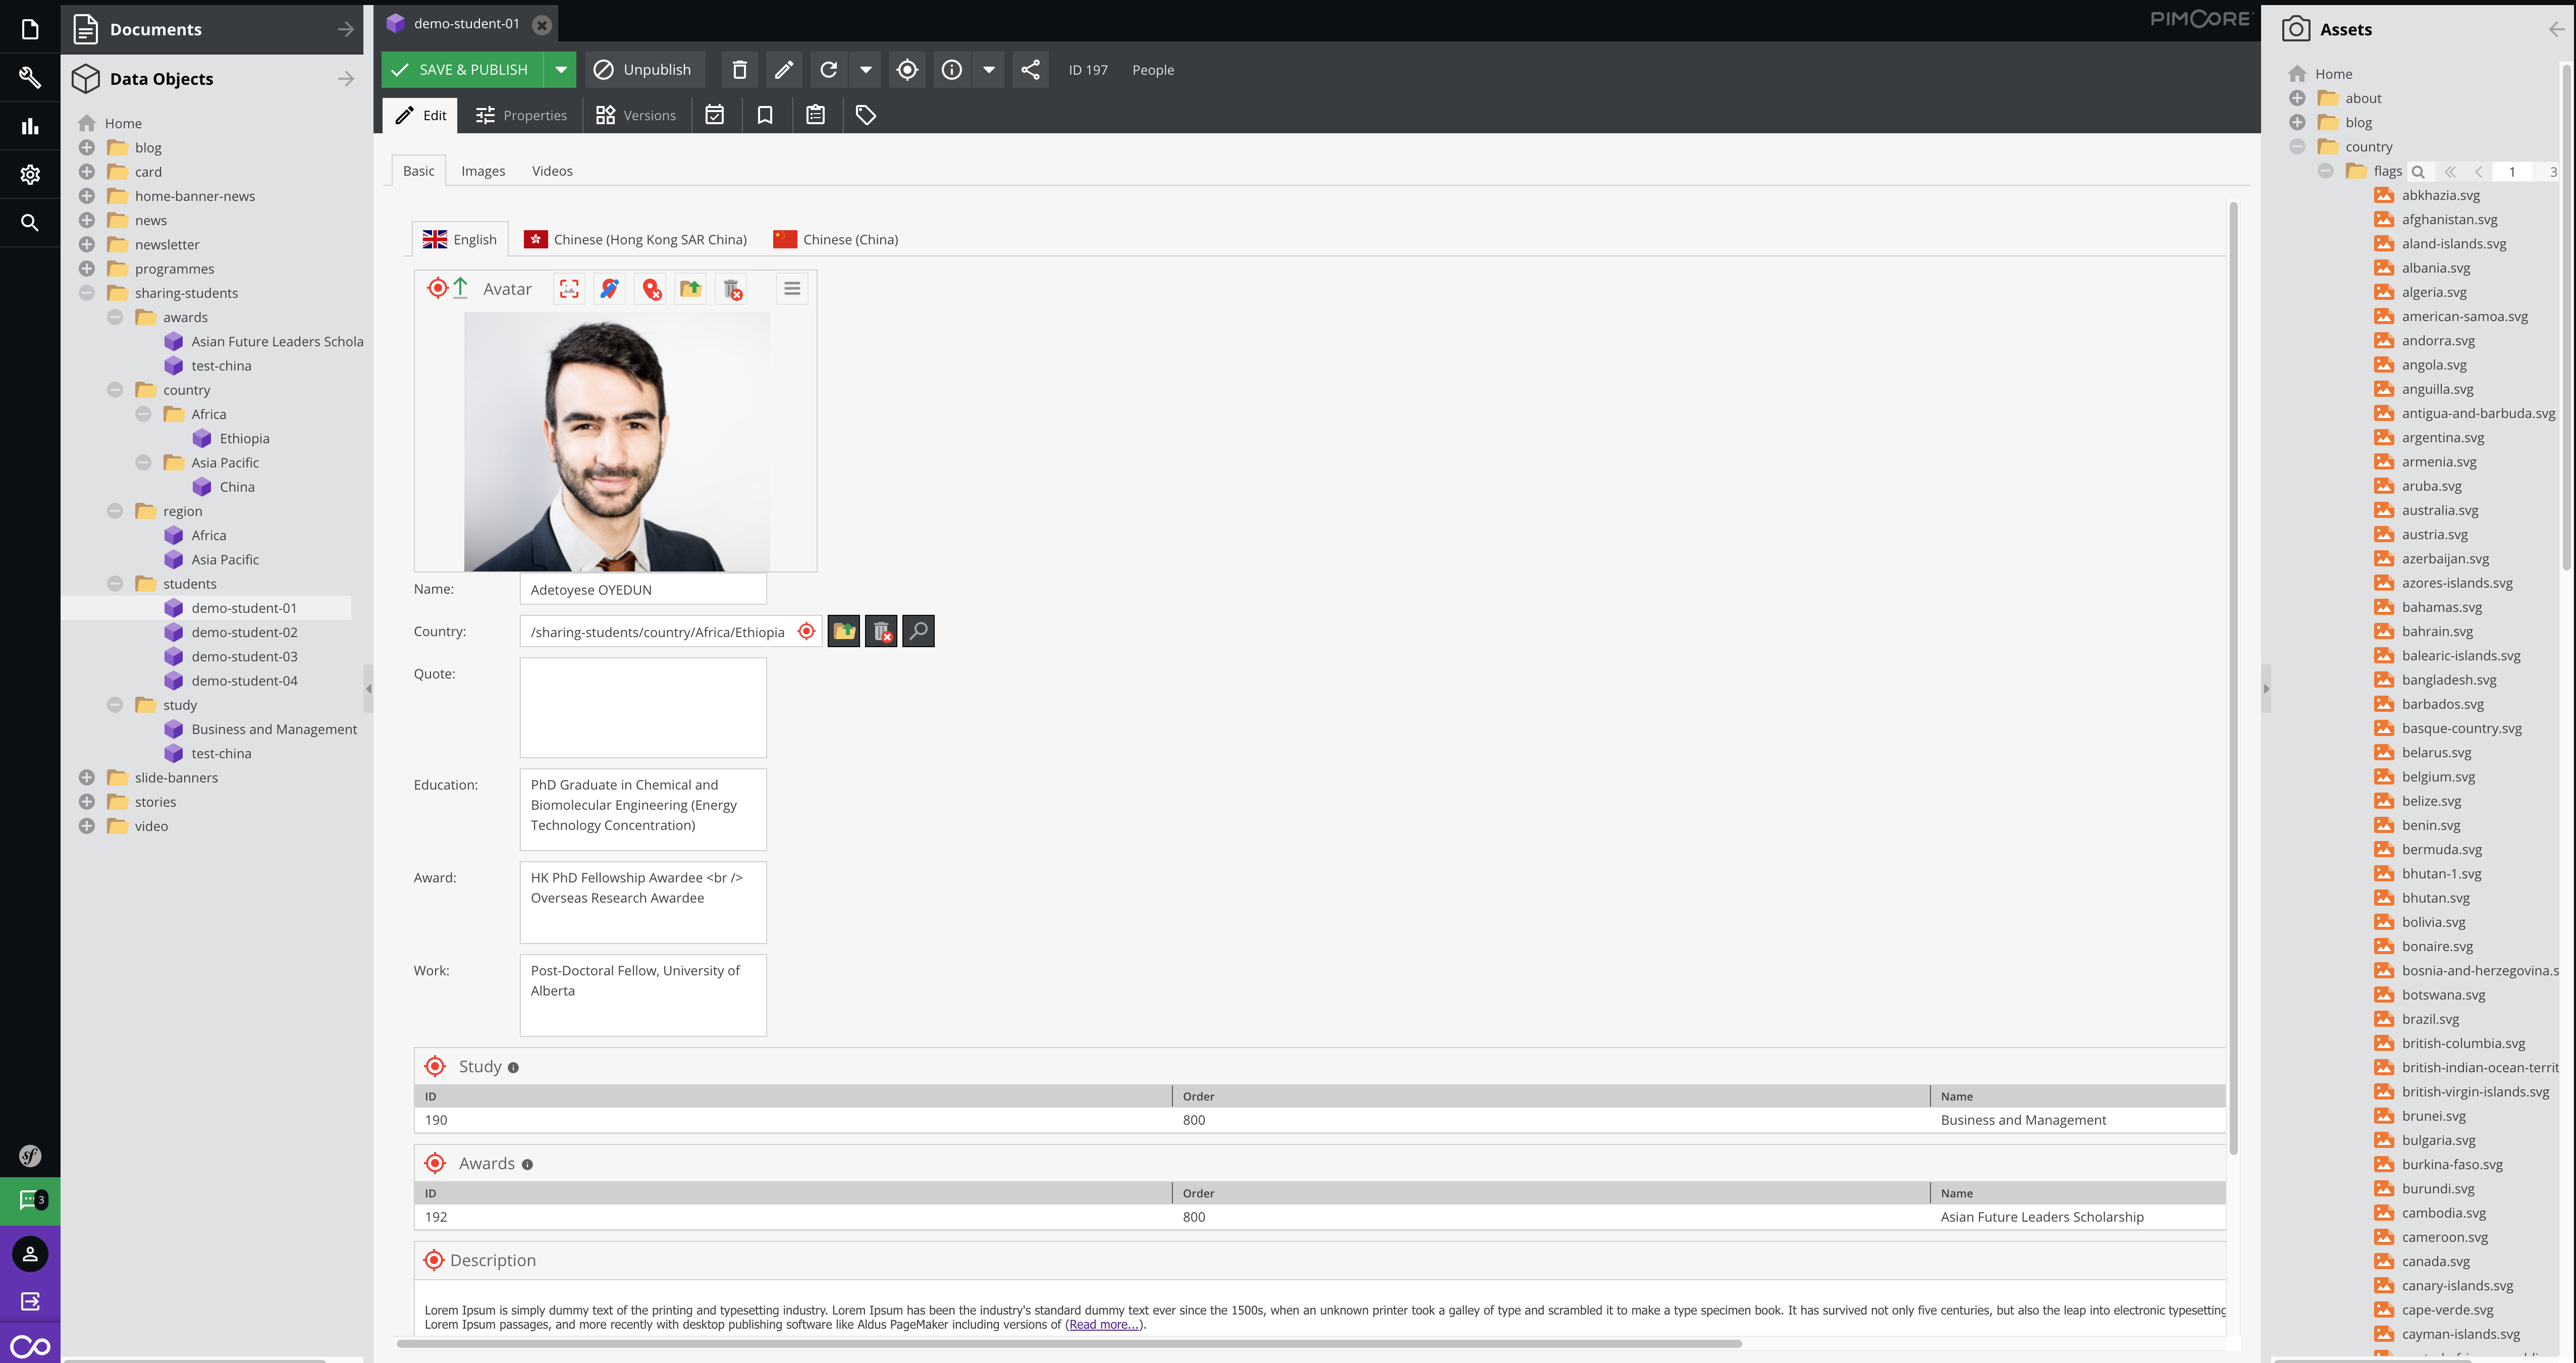 Documents
Data Objects
Home
blog
card
home-banner-news
news
newsletter
programmes
sharing-students
awards
Asian Future Leaders Schola
test-china
country
Africa
Ethiopia
Asia Pacific
China
region
Africa
Asia Pacific
students
demo-student-01
demo-student-02
demo-student-03
demo-student-04
study
Business and Management
test-china
slide-banners
stories
video
sf
3
demo-student-01
PIMCORE
SAVE & PUBLISH
Unpublish
ID 197
People
Edit
Properties
Versions
Basic
Images
Videos
English
Chinese (Hong Kong SAR China)
Chinese (China)
Avatar
Name:
Adetoyese OYEDUN
Country:
/sharing-students/country/Africa/Ethiopia
Quote:
Education:
PhD Graduate in Chemical and
Biomolecular Engineering (Energy
Technology Concentration)
Award:
HK PhD Fellowship Awardee <br />
Overseas Research Awardee
Work:
Post-Doctoral Fellow, University of
Alberta
Study
ID Order Name
190 800 Business and Management
Awards
ID Order Name
192 800 Asian Future Leaders Scholarship
Description
Lorem Ipsum is simply dummy text of the printing and typesetting industry. Lorem Ipsum has been the industry's standard dummy text ever since the 1500s, when an unknown printer took a galley of type and scrambled it to make a type specimen book. It has survived not only five centuries, but also the leap into electronic typesetting
Lorem Ipsum passages, and more recently with desktop publishing software like Aldus PageMaker including versions of (Read more...).
Assets
Home
about
blog
country
flags 1 3
abkhazia.svg
afghanistan.svg
aland-islands.svg
albania.svg
algeria.svg
american-samoa.svg
andorra.svg
angola.svg
anguilla.svg
antigua-and-barbuda.svg
argentina.svg
armenia.svg
aruba.svg
australia.svg
austria.svg
azerbaijan.svg
azores-islands.svg
bahamas.svg
bahrain.svg
balearic-islands.svg
bangladesh.svg
barbados.svg
basque-country.svg
belarus.svg
belgium.svg
belize.svg
benin.svg
bermuda.svg
bhutan-1.svg
bhutan.svg
bolivia.svg
bonaire.svg
bosnia-and-herzegovina.s
botswana.svg
brazil.svg
british-columbia.svg
british-indian-ocean-territ
british-virgin-islands.svg
brunei.svg
bulgaria.svg
burkina-faso.svg
burundi.svg
cambodia.svg
cameroon.svg
canada.svg
canary-islands.svg
cape-verde.svg
cayman-islands.svg